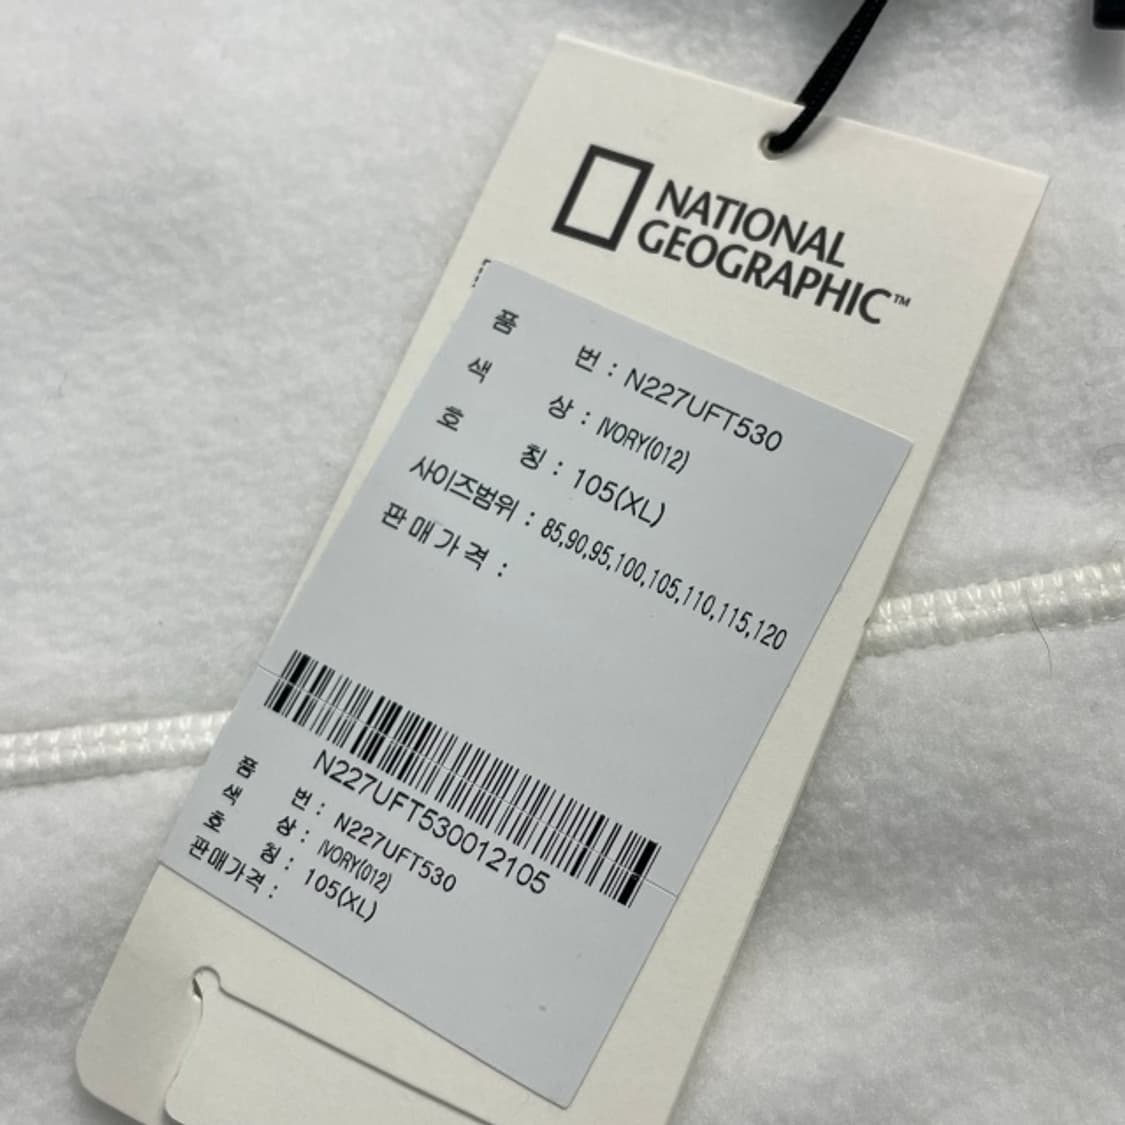 NATIONAL
GEOGRAPHIC™
품 번 : N227UFT530
색 상 : IVORY(012)
호 칭 : 105(XL)
사이즈범위 : 85,90,95,100,105,110,115,120
판매가격 :
N227UFT530012105
품 번 : N227UFT530
색 상 : IVORY(012)
호 칭 : 105(XL)
판매가격 :